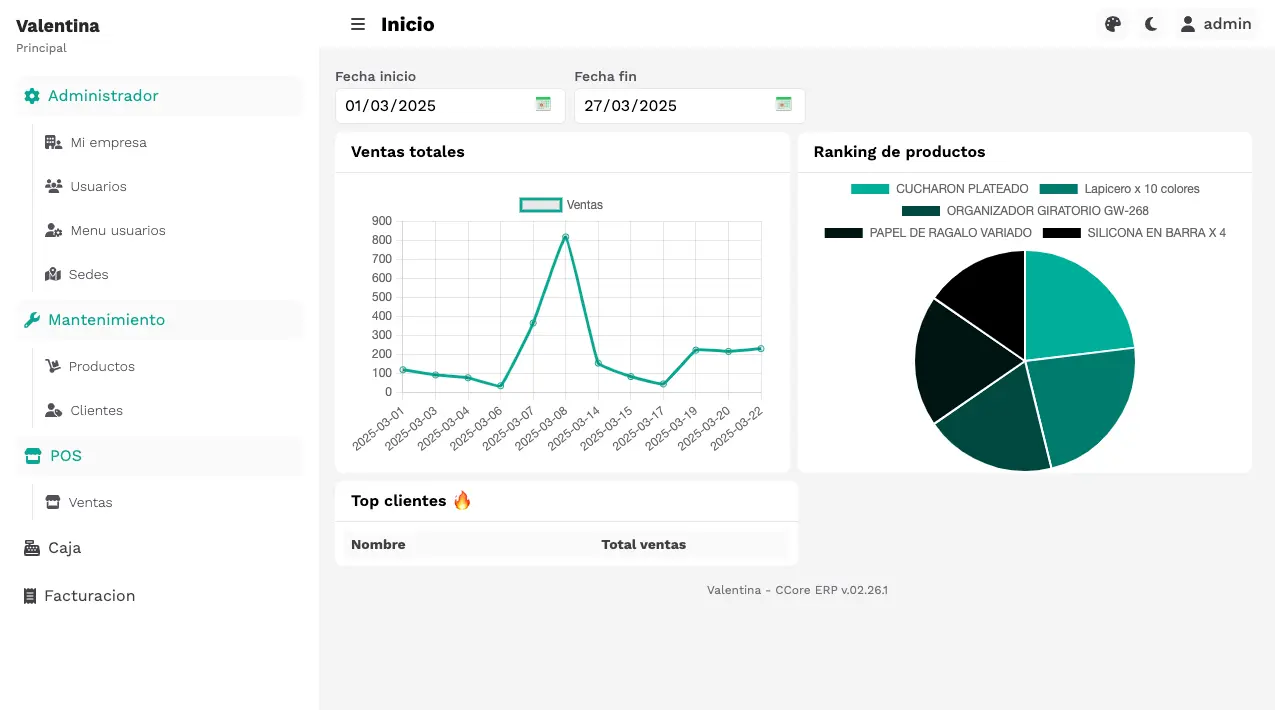 Valentina
Principal
Administrador
Mi empresa
Usuarios
Menu usuarios
Sedes
Mantenimiento
Productos
Clientes
POS
Ventas
Caja
Facturacion
Inicio
admin
Fecha inicio
Fecha fin
01/03/2025
27/03/2025
Ventas totales
Ventas
900
800
700
600
500
400
300
200
100
0
2025-03-01
2025-03-03
2025-03-04
2025-03-06
2025-03-07
2025-03-08
2025-03-14
2025-03-15
2025-03-17
2025-03-19
2025-03-20
2025-03-22
Ranking de productos
CUCHARON PLATEADO
Lapicero x 10 colores
ORGANIZADOR GIRATORIO GW-268
PAPEL DE RAGALO VARIADO
SILICONA EN BARRA X 4
Top clientes 🔥
Nombre
Total ventas
Valentina - CCore ERP v.02.26.1